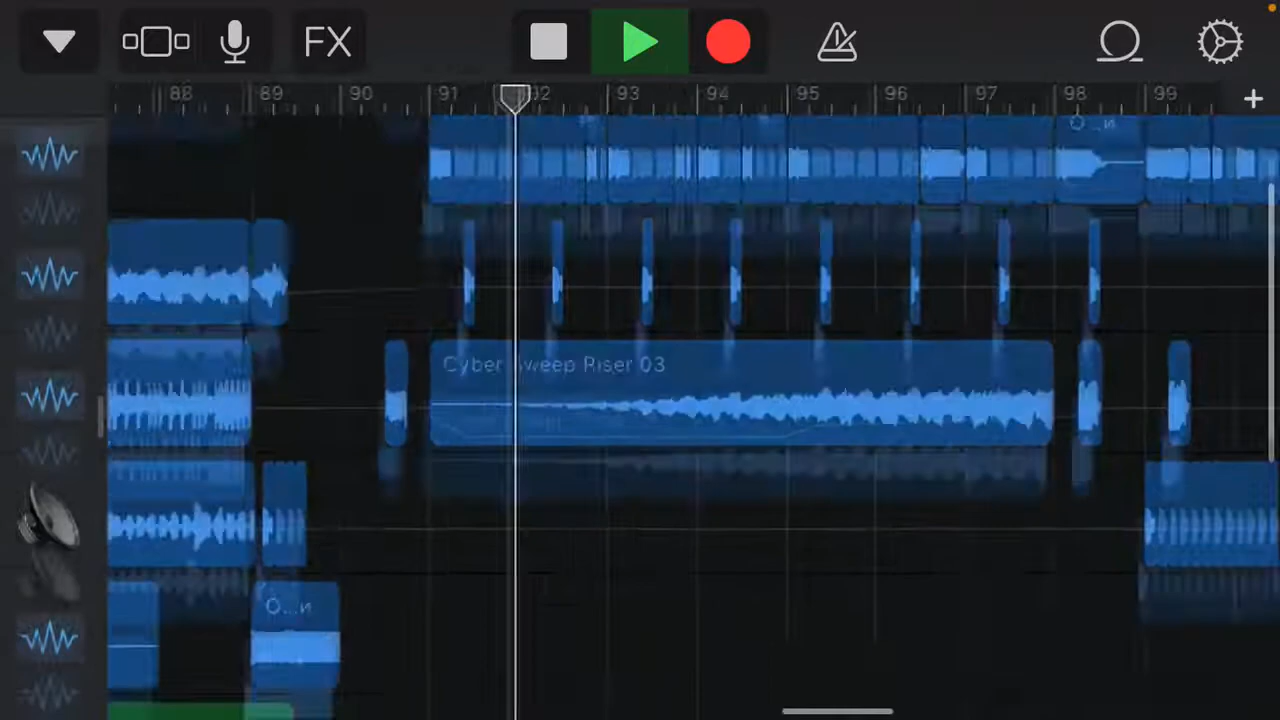 FX
88 89 90 91 92 93 94 95 96 97 98 99
О...и
Cyber Sweep Riser 03
О...и